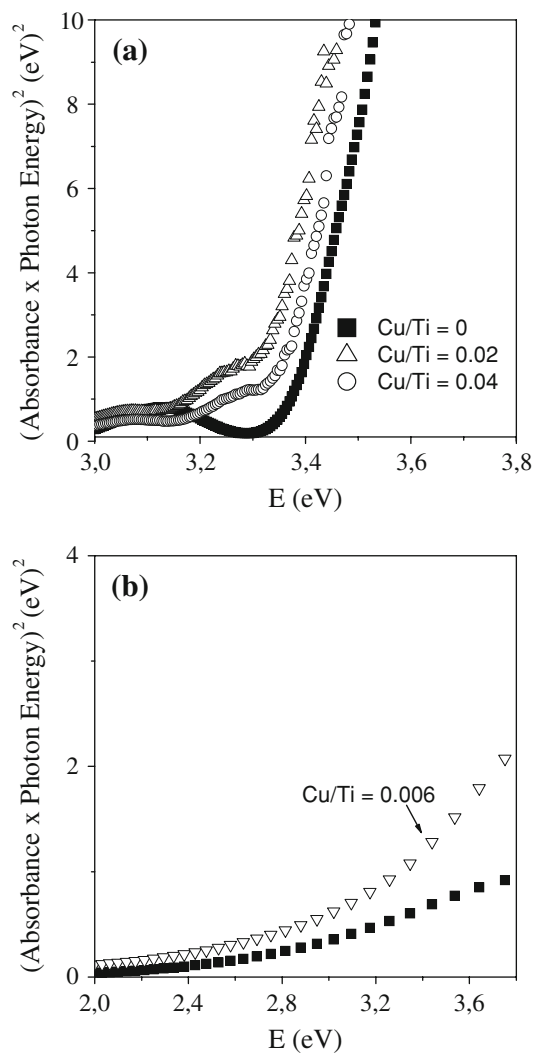 (a)
(Absorbance x Photon Energy)² (eV)²
10
8
6
4
2
0
Cu/Ti = 0
Cu/Ti = 0.02
Cu/Ti = 0.04
3,0
3,2
3,4
3,6
3,8
E (eV)
(b)
(Absorbance x Photon Energy)² (eV)²
4
2
0
Cu/Ti = 0.006
2,0
2,4
2,8
3,2
3,6
E (eV)